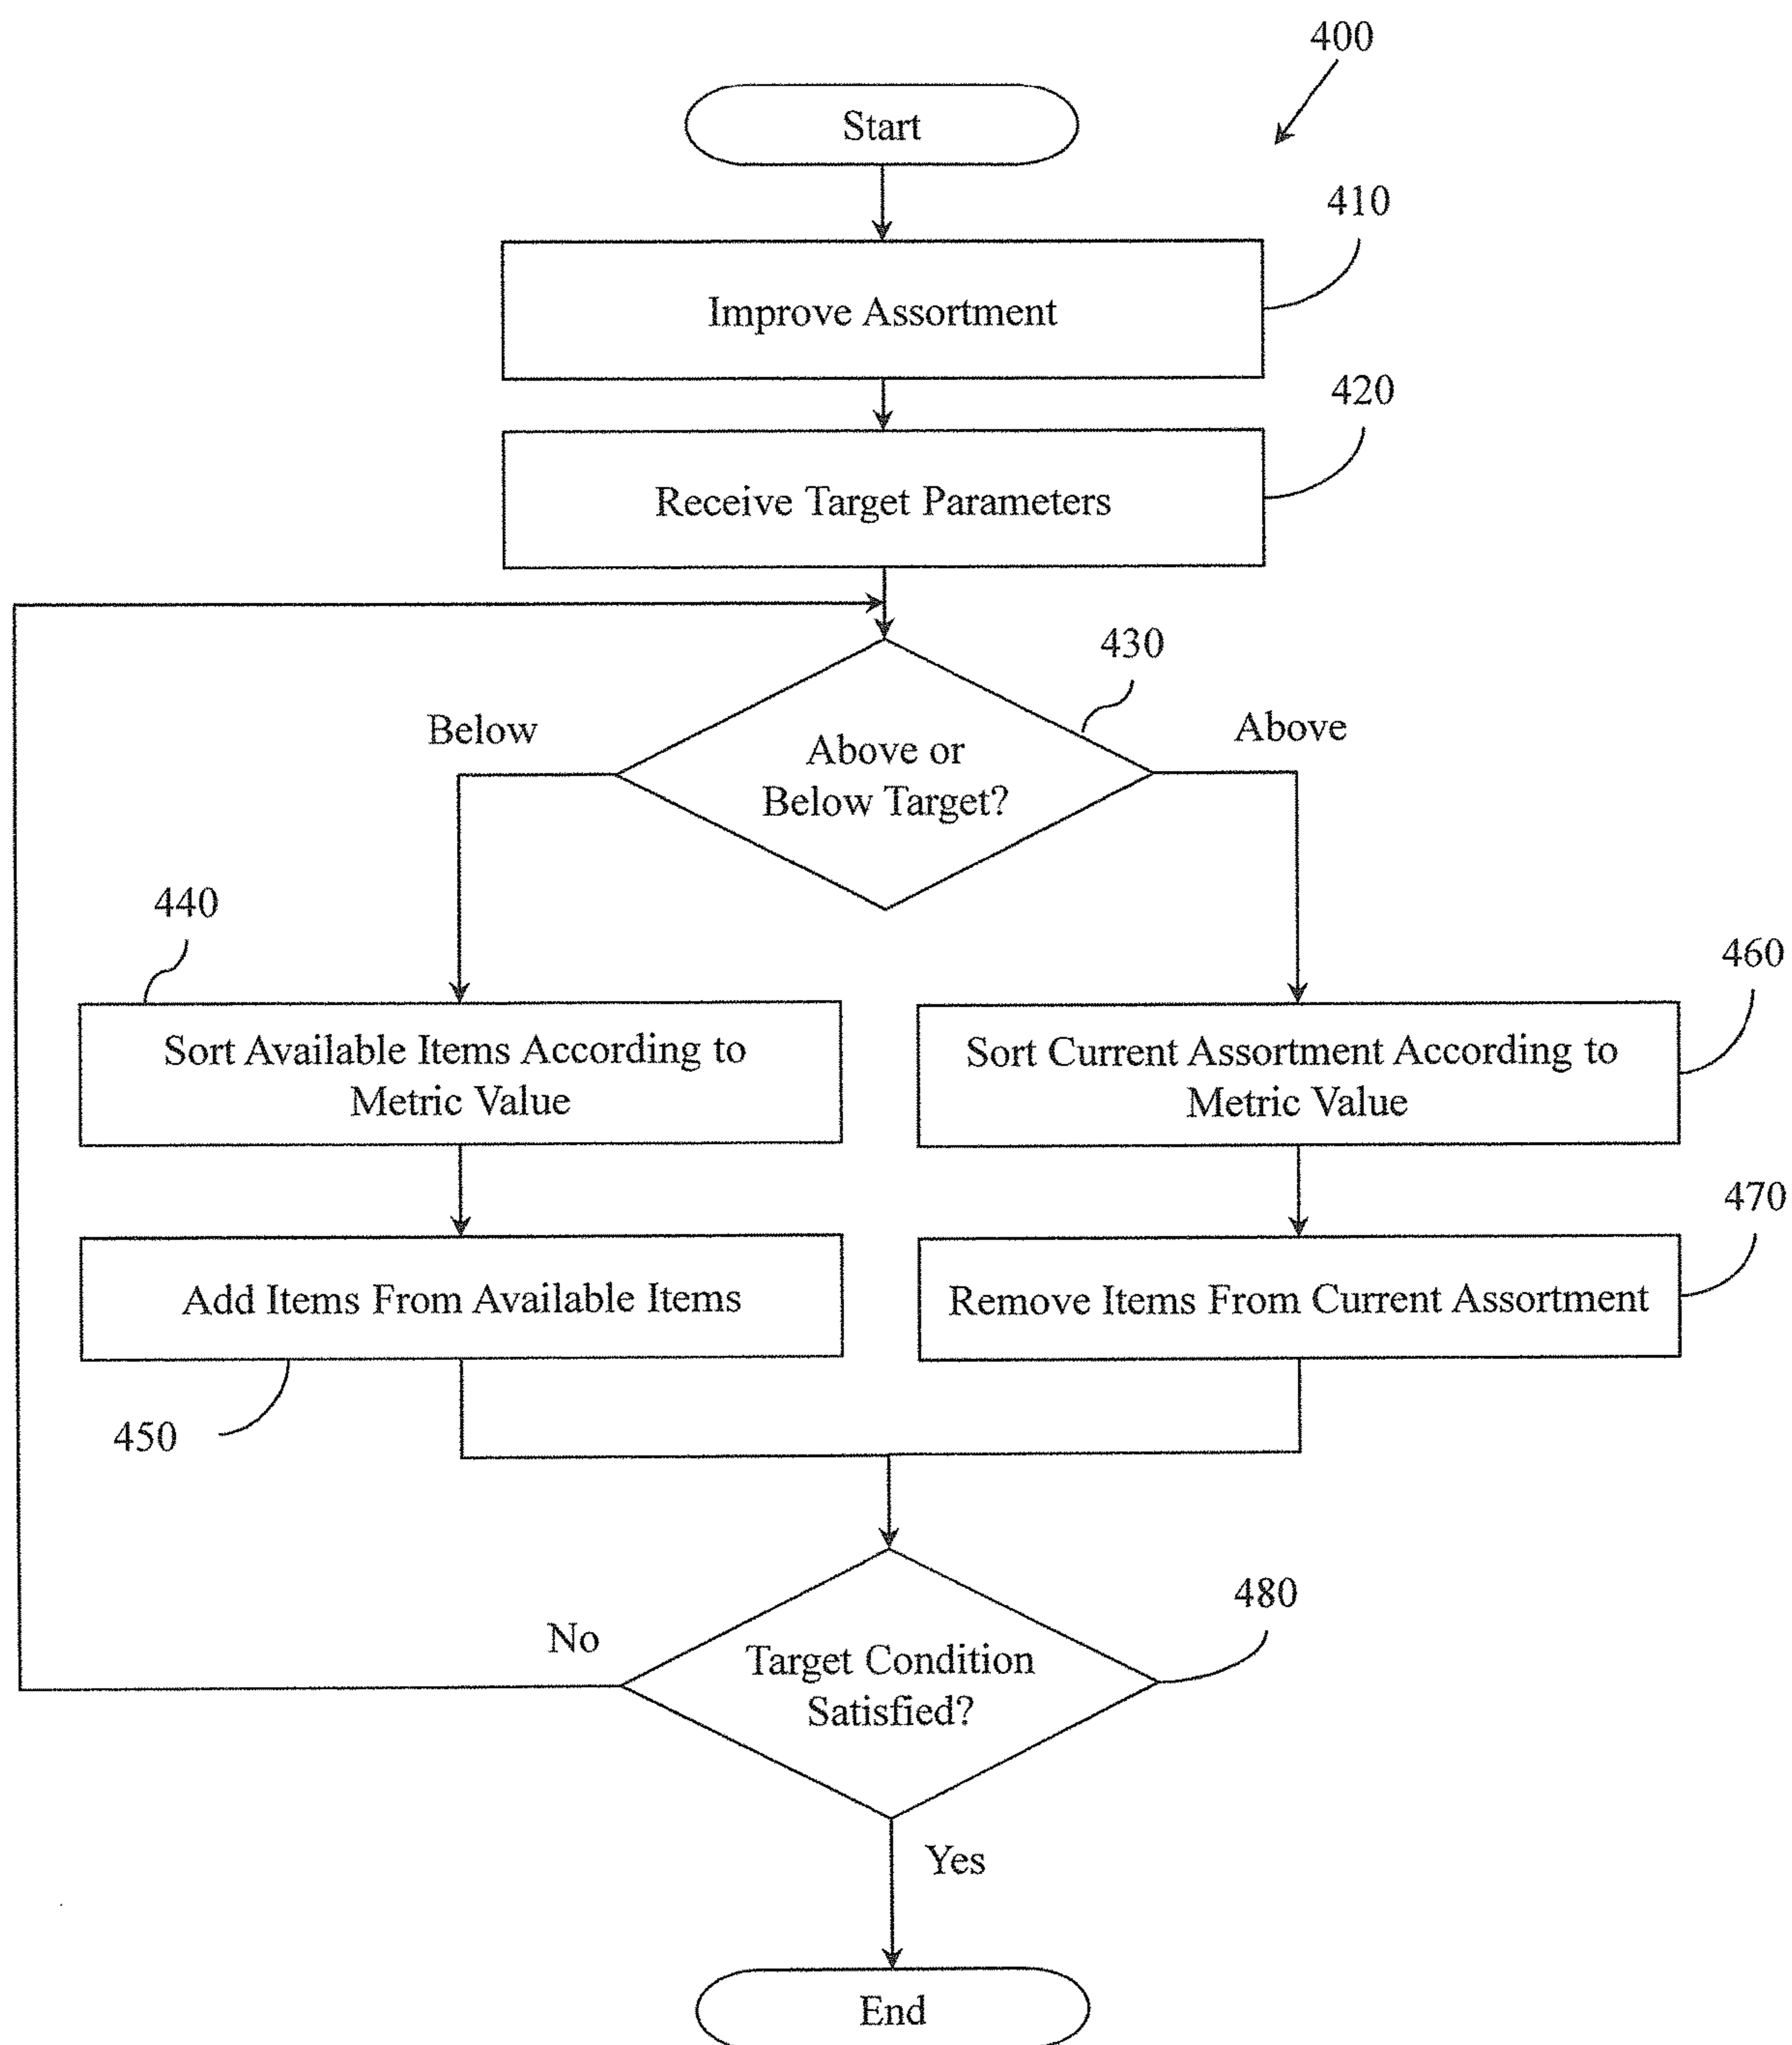 400
Start
410
Improve Assortment
420
Receive Target Parameters
430
Below
Above
Above or
Below Target?
440
460
Sort Available Items According to
Metric Value
Sort Current Assortment According to
Metric Value
470
Add Items From Available Items
Remove Items From Current Assortment
450
480
No
Target Condition
Satisfied?
Yes
End